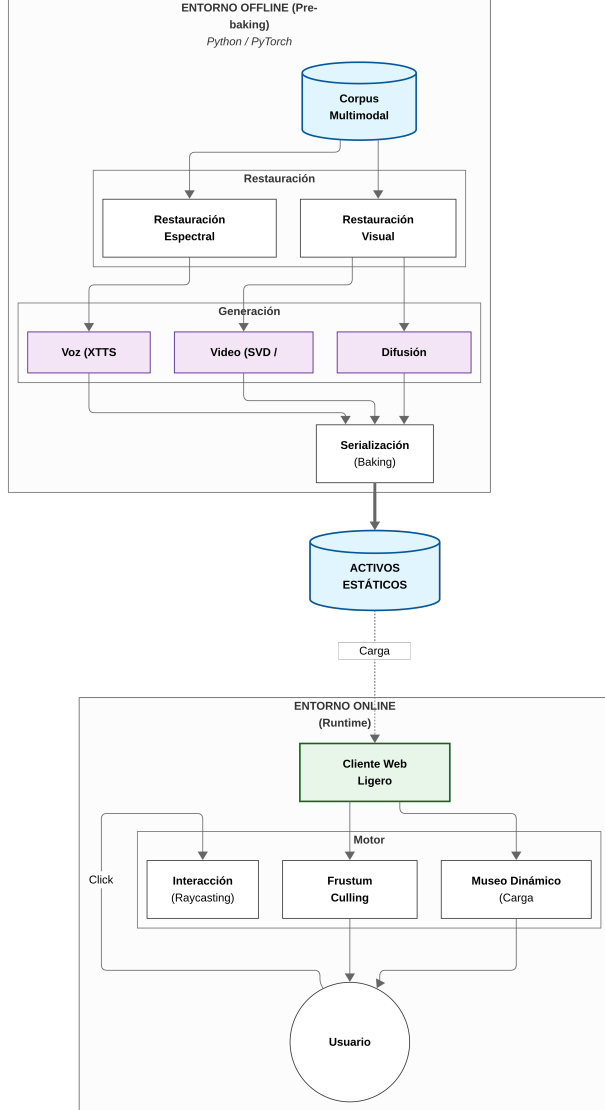 ENTORNO OFFLINE (Pre-
baking)
Python / PyTorch
Corpus
Multimodal
Restauración
Restauración
Espectral
Restauración
Visual
Generación
Voz (XTTS
Video (SVD /
Difusión
Serialización
(Baking)
ACTIVOS
ESTÁTICOS
Carga
ENTORNO ONLINE
(Runtime)
Cliente Web
Ligero
Motor
Click
Interacción
(Raycasting)
Frustum
Culling
Museo Dinámico
(Carga
Usuario